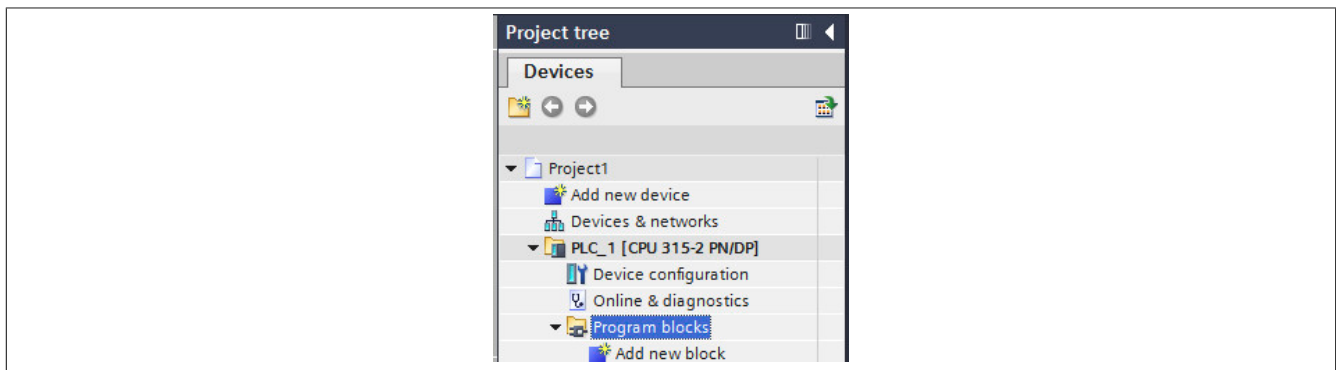 Project tree
Devices
Project1
Add new device
Devices & networks
PLC_1 [CPU 315-2 PN/DP]
Device configuration
Online & diagnostics
Program blocks
Add new block